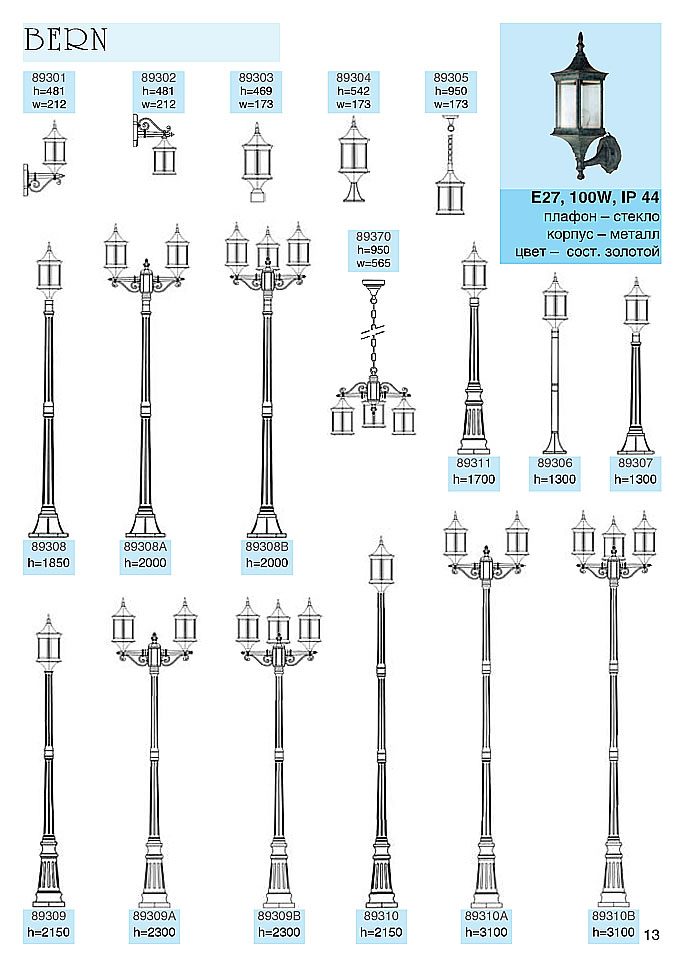 BERN
89301
h=481
w=212
89302
h=481
w=212
89303
h=469
w=173
89304
h=542
w=173
89305
h=950
w=173
E27, 100W, IP 44
плафон – стекло
корпус – металл
цвет – сост. золотой
89370
h=950
w=565
89311
h=1700
89306
h=1300
89307
h=1300
89308
h=1850
89308A
h=2000
89308B
h=2000
89309
h=2150
89309A
h=2300
89309B
h=2300
89310
h=2150
89310A
h=3100
89310B
h=3100
13